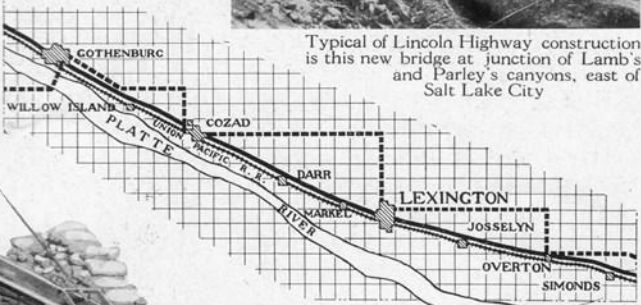 Typical of Lincoln Highway construction
is this new bridge at junction of Lamb's
and Parley's canyons, east of
Salt Lake City
GOTHENBURG
WILLOW ISLAND
COZAD
PLATTE
UNION PACIFIC R. R.
DARR
LEXINGTON
MARKEL
RIVER
JOSSELYN
OVERTON
SIMONDS